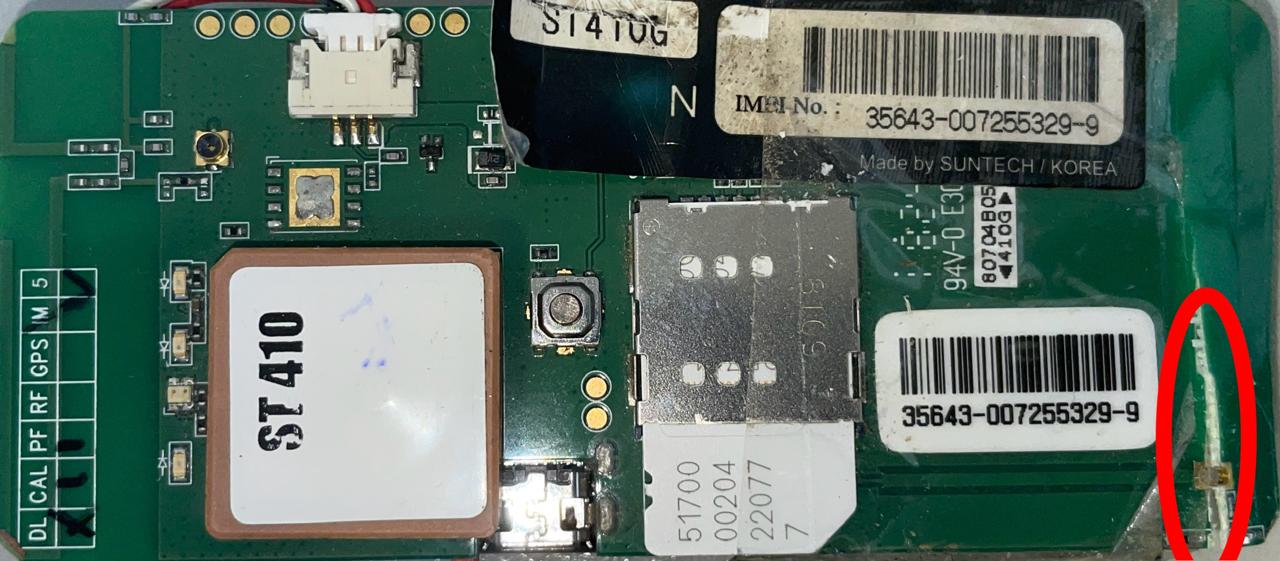 ST410G
N
IMEI No. :
35643-007255329-9
Made by SUNTECH / KOREA
94V-0 E30
80704B05
◀410G▶
5
IM
GPS
RF
PF
CAL
DL
ST 410
35643-007255329-9
51700
00204
22077
7